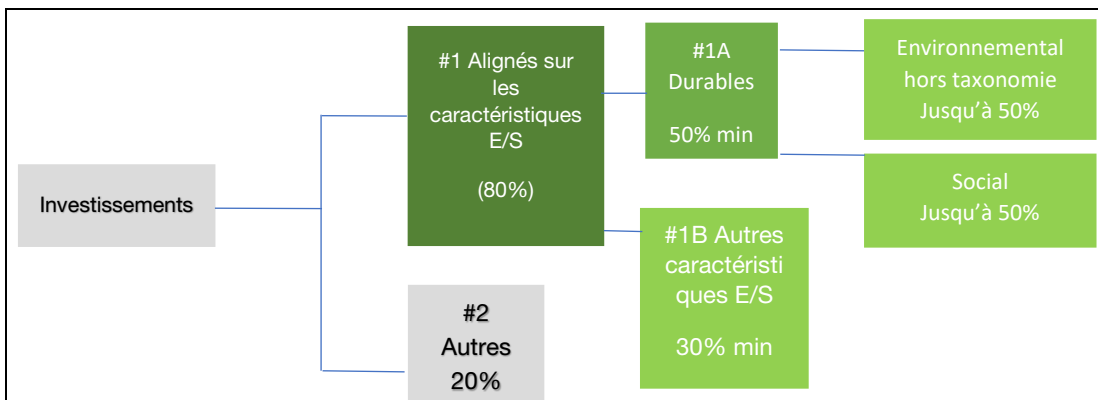 Investissements
#1 Alignés sur
les
caractéristiques
E/S
(80%)
#2
Autres
20%
#1A
Durables
50% min
#1B Autres
caractéristi
ques E/S
30% min
Environnemental
hors taxonomie
Jusqu’à 50%
Social
Jusqu’à 50%